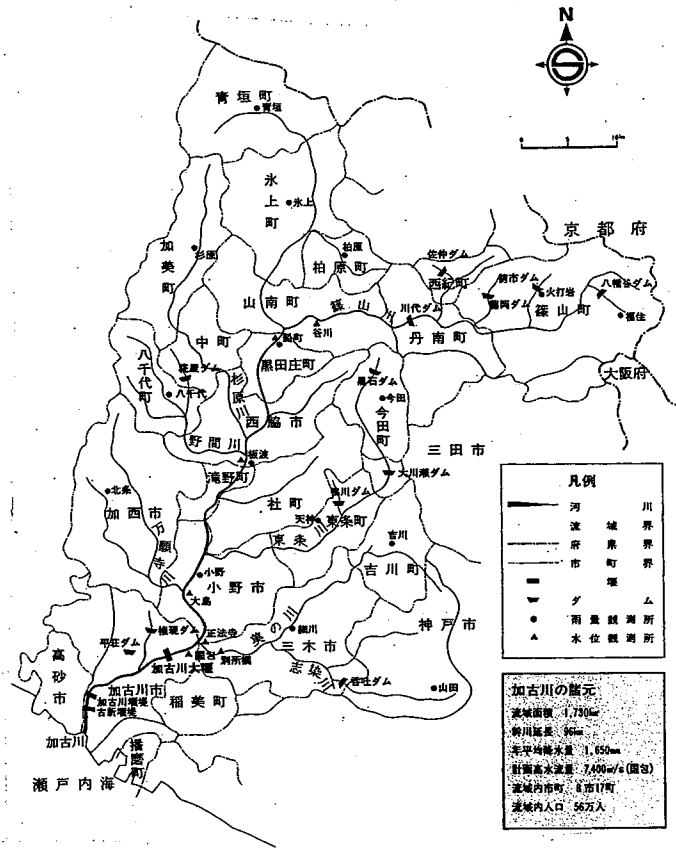 N
0 5 10km
青垣町
青垣
氷上町
氷上
加美町
杉原
柏原
柏原町
京都府
佐仲ダム
西紀町
鍔市ダム
火打岩
八幡谷ダム
藤岡ダム
篠山町
福住
山南町
篠山川
川代ダム
谷川
丹南町
中町
船町
黒田庄町
大阪府
八千代町
糀屋ダム
八千代
杉原川
黒石ダム
今田
今田町
西脇市
野間川
板波
滝野町
三田市
大川瀬ダム
北条
加西市
万願寺川
社町
鴨川ダム
天神
東条町
東条川
吉川
吉川町
小野
小野市
大島
神戸市
権現ダム
正法寺
美の川
細川
三木市
平荘ダム
国包
別所橋
加古川大堰
志染川
呑吐ダム
山田
高砂市
加古川市
加古川堰堤
古新堰堤
稲美町
加古川
播磨町
瀬戸内海
凡例
河川
流域界
府県界
市町界
堰
ダム
雨量観測所
水位観測所
加古川の諸元
流域面積 1,730km²
幹川延長 96km
年平均降水量 1,650mm
計画高水流量 7,400m³/s(国包)
流域内市町 8市17町
流域内人口 56万人